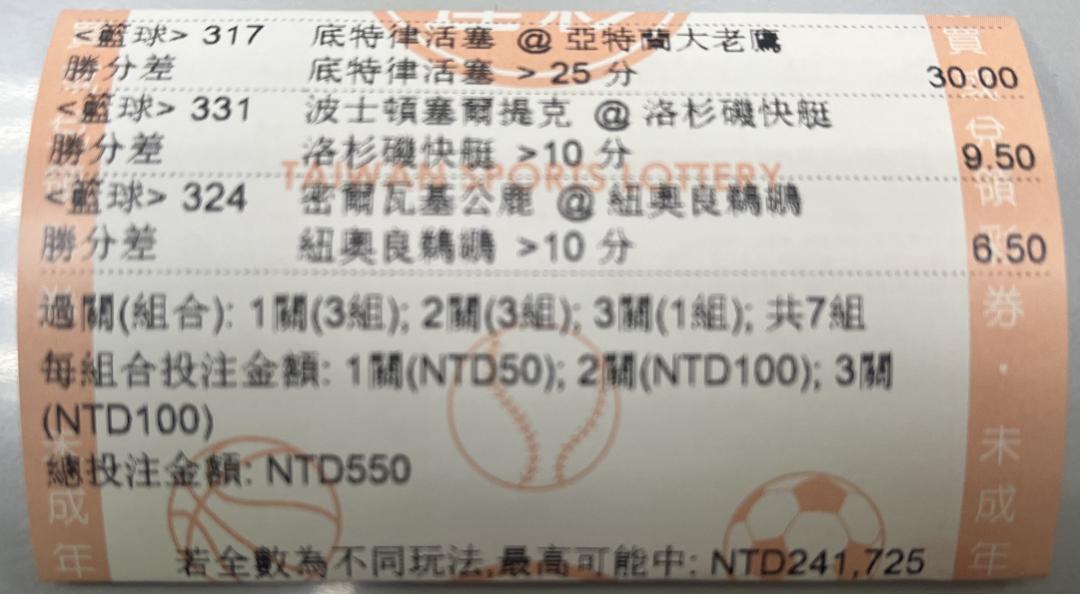 <籃球> 317 底特律活塞 @ 亞特蘭大老鷹
勝分差 底特律活塞 > 25 分 30.00
<籃球> 331 波士頓塞爾提克 @ 洛杉磯快艇
勝分差 洛杉磯快艇 >10 分 9.50
TAIWAN SPORTS LOTTERY
<籃球> 324 密爾瓦基公鹿 @ 紐奧良鵜鶘
勝分差 紐奧良鵜鶘 >10 分 6.50
過關(組合): 1關(3組); 2關(3組); 3關(1組); 共7組
每組合投注金額: 1關(NTD50); 2關(NTD100); 3關
(NTD100)
總投注金額: NTD550
若全數為不同玩法,最高可能中: NTD241,725
券・未成年
未成年